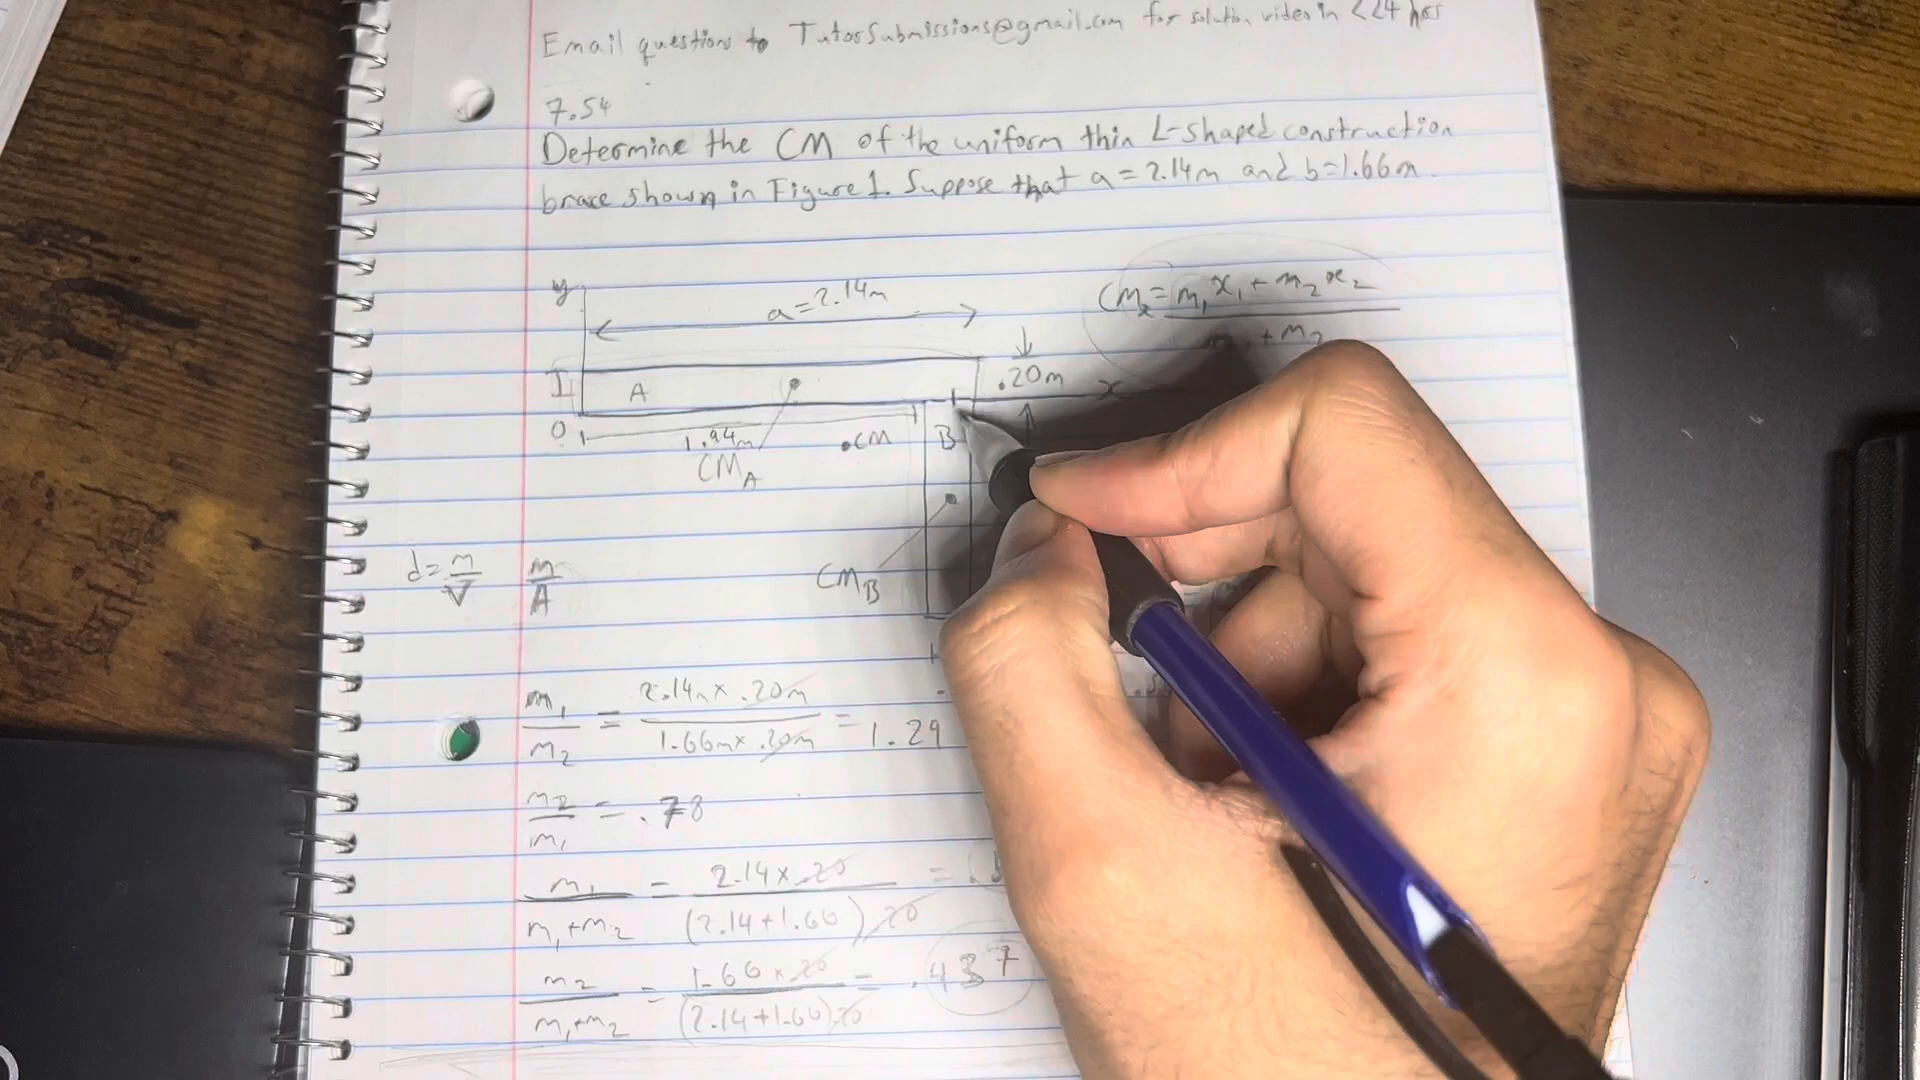 Email questions to TutorSubmissions@gmail.com for solution video in <24 hrs
7.54
Determine the CM of the uniform thin L-shaped construction
brace shown in Figure 1. Suppose that a=2.14m and b=1.66m.
y
a=2.14m
CMx = m1x1 + m2x2
+ m2
.20m
x
A
O
1.94m
.CM
B
CMA
d=m/V
m/A
CMB
m1/m2 = 2.14m x .20m / 1.66m x .20m = 1.29
m2/m1 = .78
m1/m1+m2 = 2.14 x .20 / (2.14+1.66) .20 =
m2/m1+m2 = 1.66 x .20 / (2.14+1.66).20 = .437